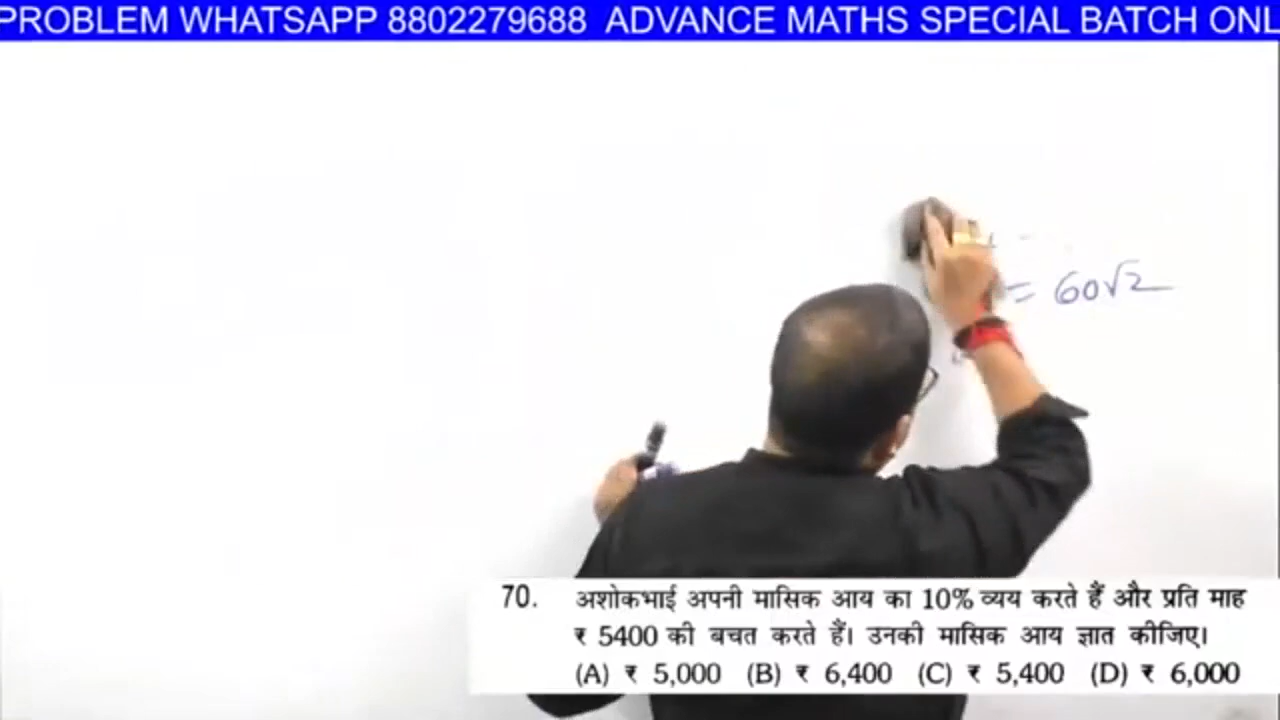 PROBLEM WHATSAPP 8802279688 ADVANCE MATHS SPECIAL BATCH ONL
= 60√2
70. अशोकभाई अपनी मासिक आय का 10% व्यय करते हैं और प्रति माह
₹ 5400 की बचत करते हैं। उनकी मासिक आय ज्ञात कीजिए।
(A) ₹ 5,000 (B) ₹ 6,400 (C) ₹ 5,400 (D) ₹ 6,000